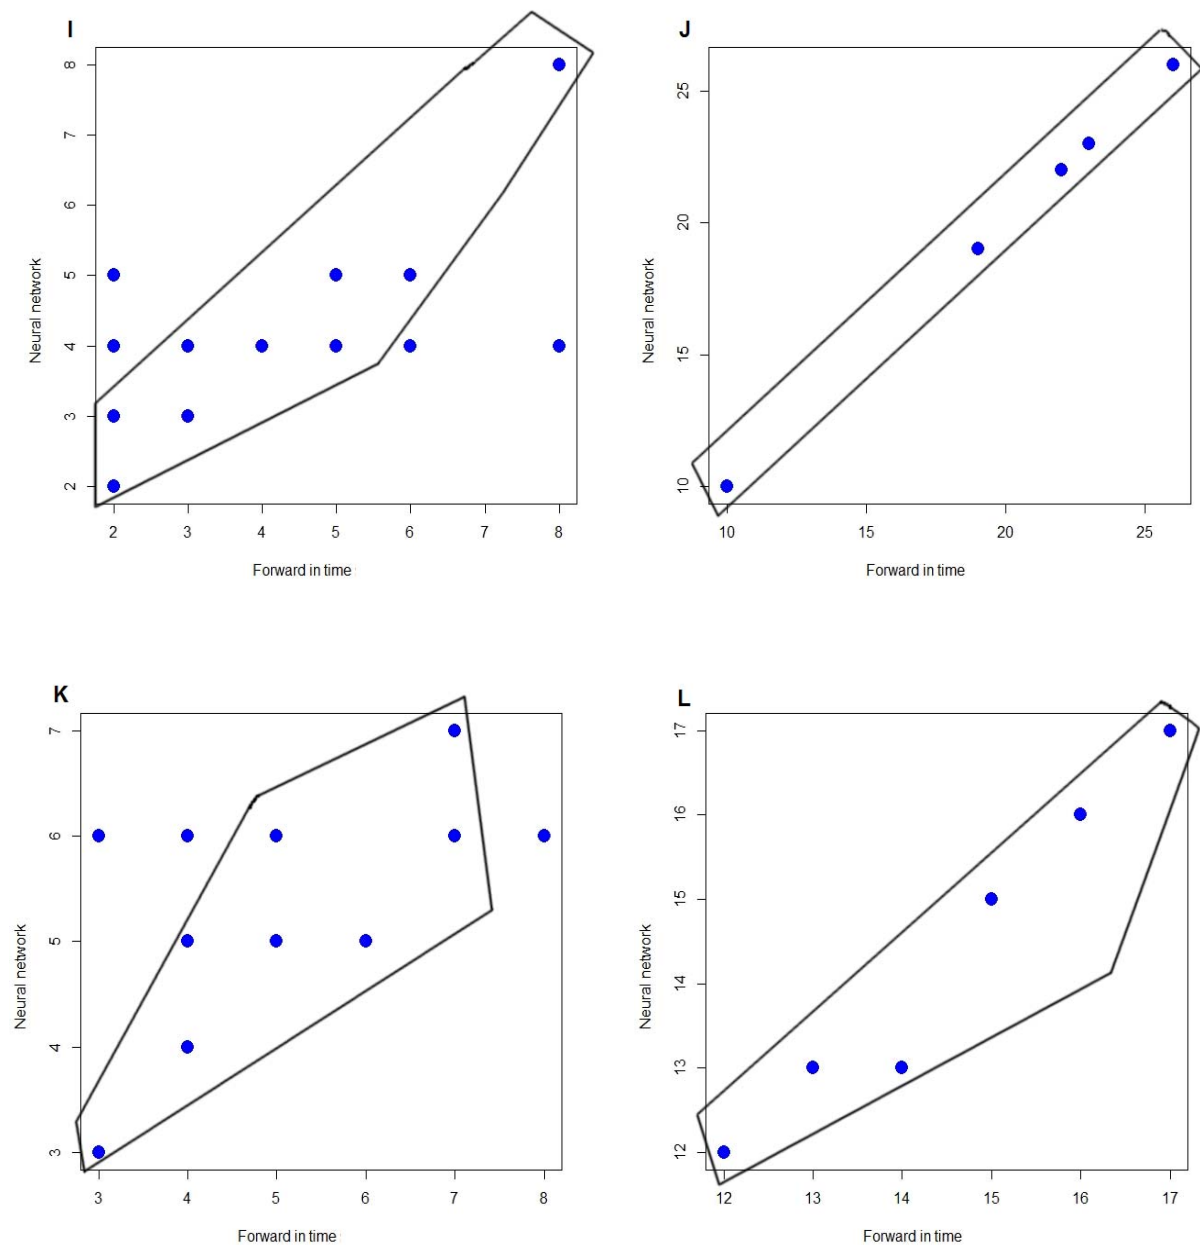 I
8
7
6
5
4
3
2
Neural network
2 3 4 5 6 7 8
Forward in time
J
25
20
15
10
Neural network
10 15 20 25
Forward in time
K
7
6
5
4
3
Neural network
3 4 5 6 7 8
Forward in time
L
17
16
15
14
13
12
Neural network
12 13 14 15 16 17
Forward in time